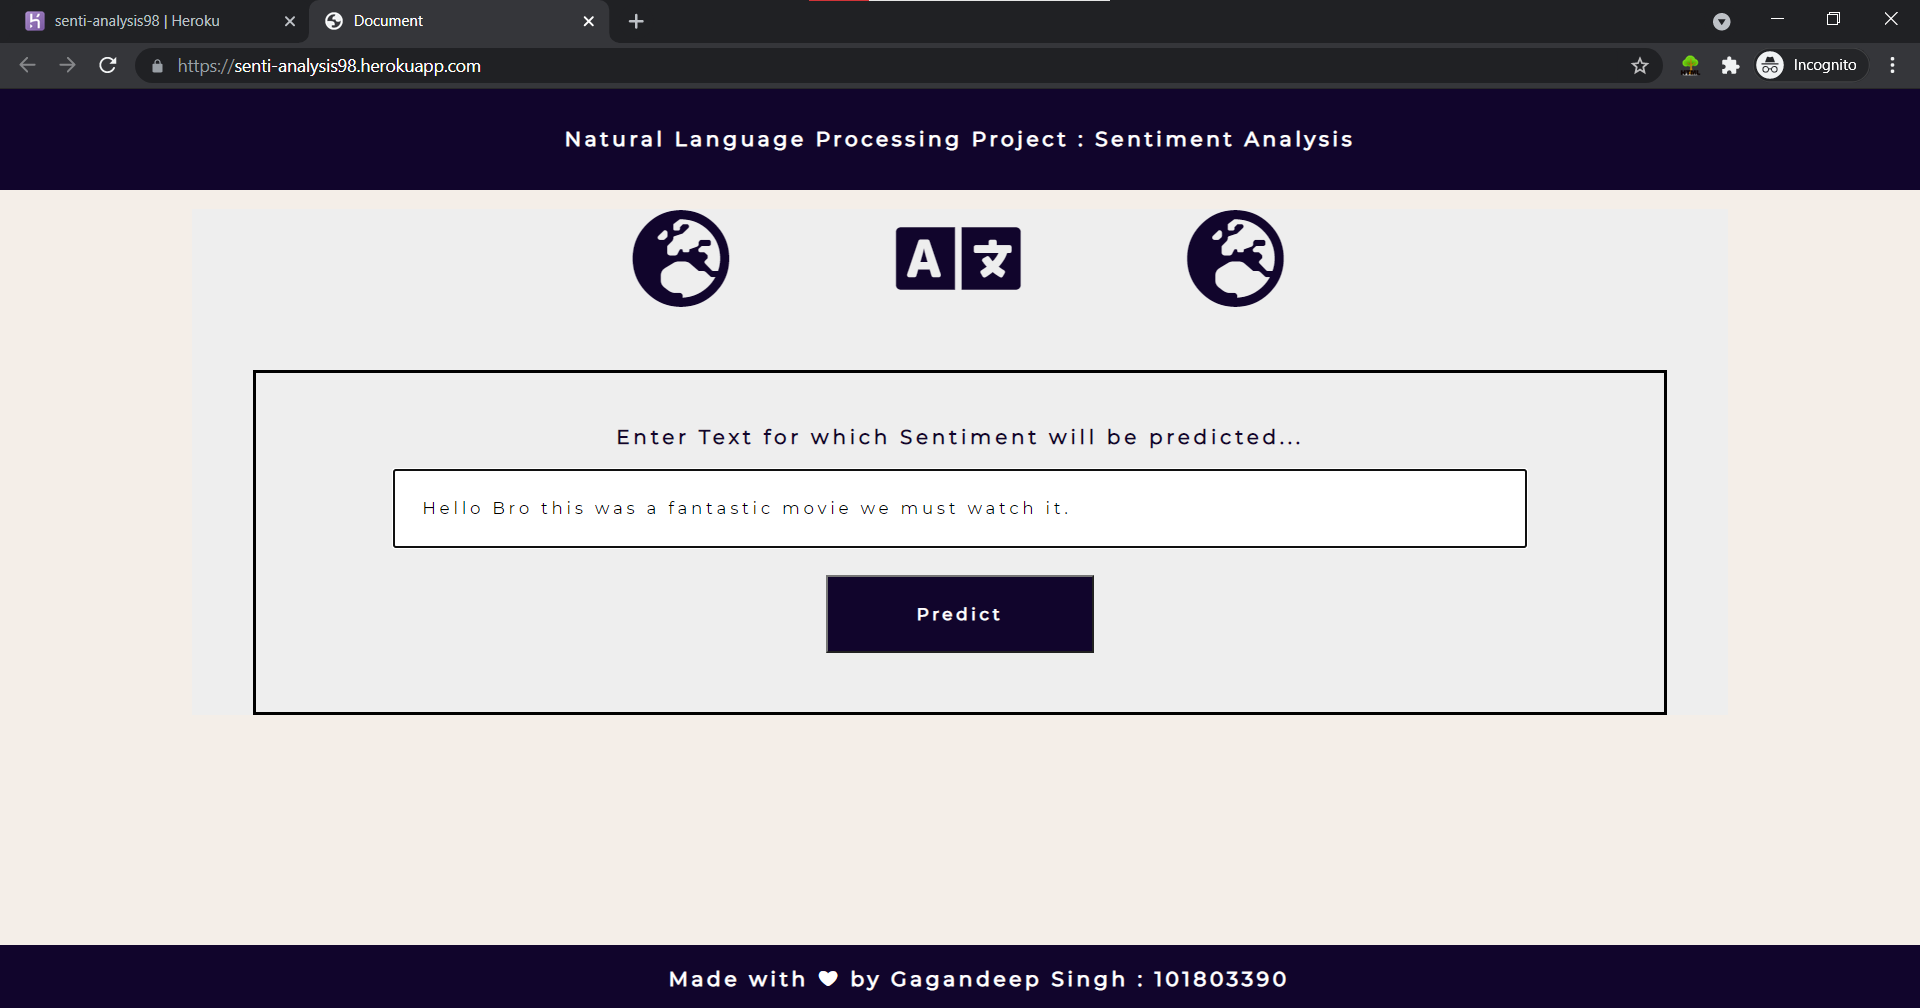 senti-analysis98 | Heroku
Document
https://senti-analysis98.herokuapp.com
Incognito
Natural Language Processing Project : Sentiment Analysis
A 文
Enter Text for which Sentiment will be predicted...
Hello Bro this was a fantastic movie we must watch it.
Predict
Made with ♥ by Gagandeep Singh : 101803390